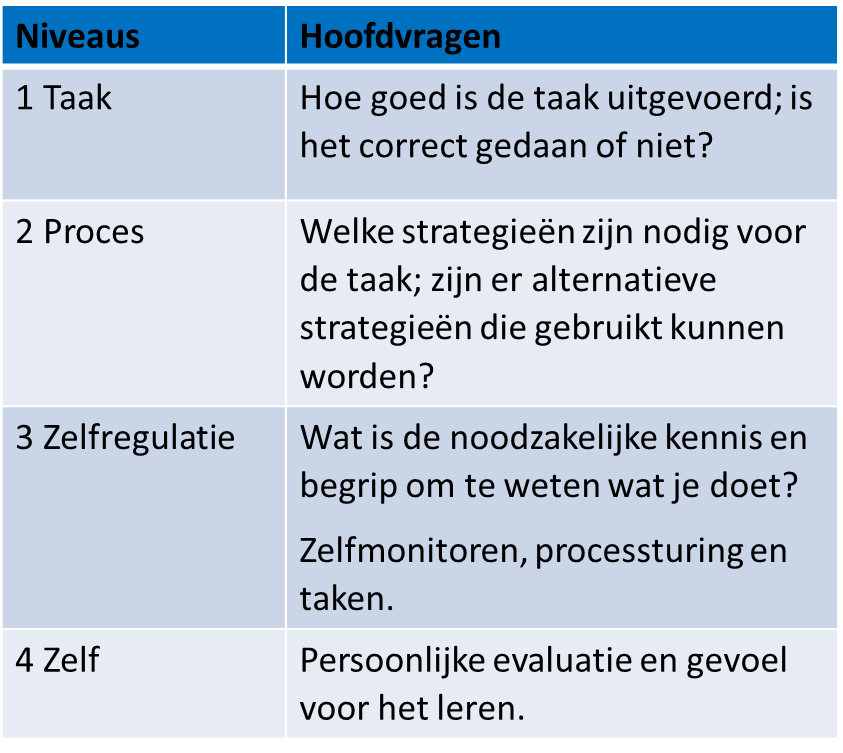 Niveaus Hoofdvragen
1 Taak Hoe goed is de taak uitgevoerd; is
het correct gedaan of niet?
2 Proces Welke strategieën zijn nodig voor
de taak; zijn er alternatieve
strategieën die gebruikt kunnen
worden?
3 Zelfregulatie Wat is de noodzakelijke kennis en
begrip om te weten wat je doet?
Zelfmonitoren, processturing en
taken.
4 Zelf Persoonlijke evaluatie en gevoel
voor het leren.